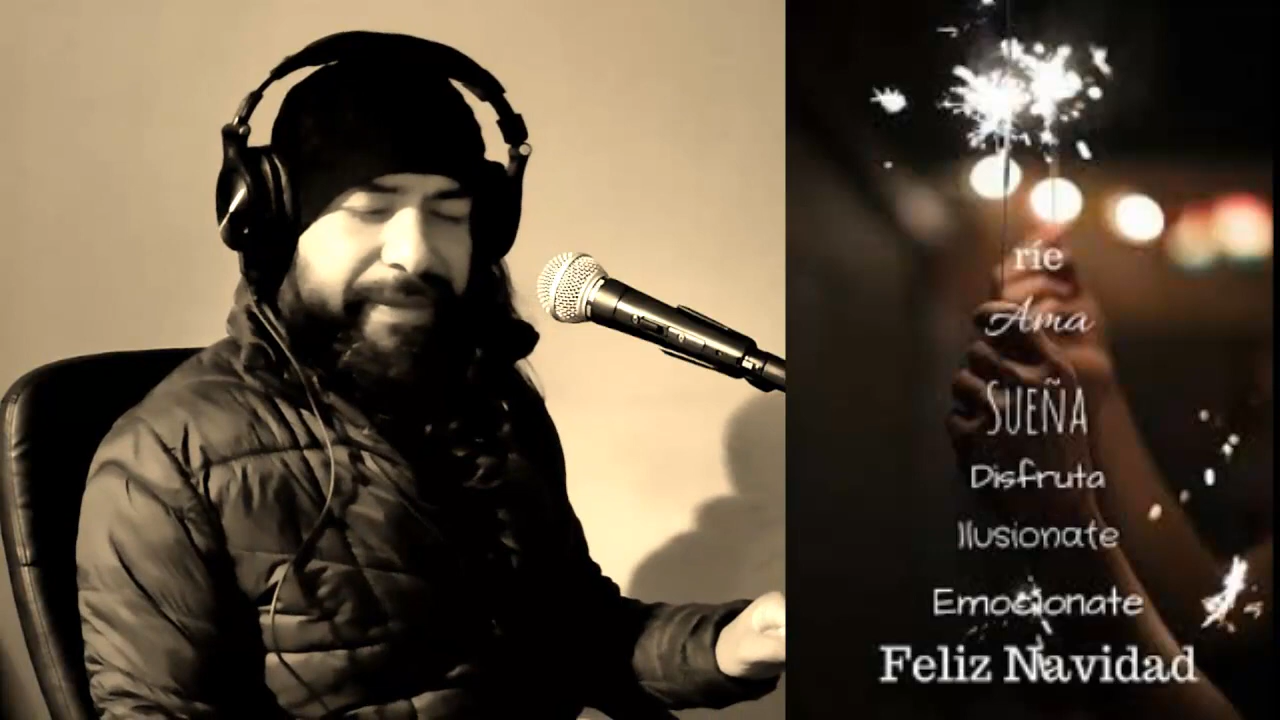 ríe
Ama
SUEÑA
Disfruta
Ilusionate
Emocionate
Feliz Navidad